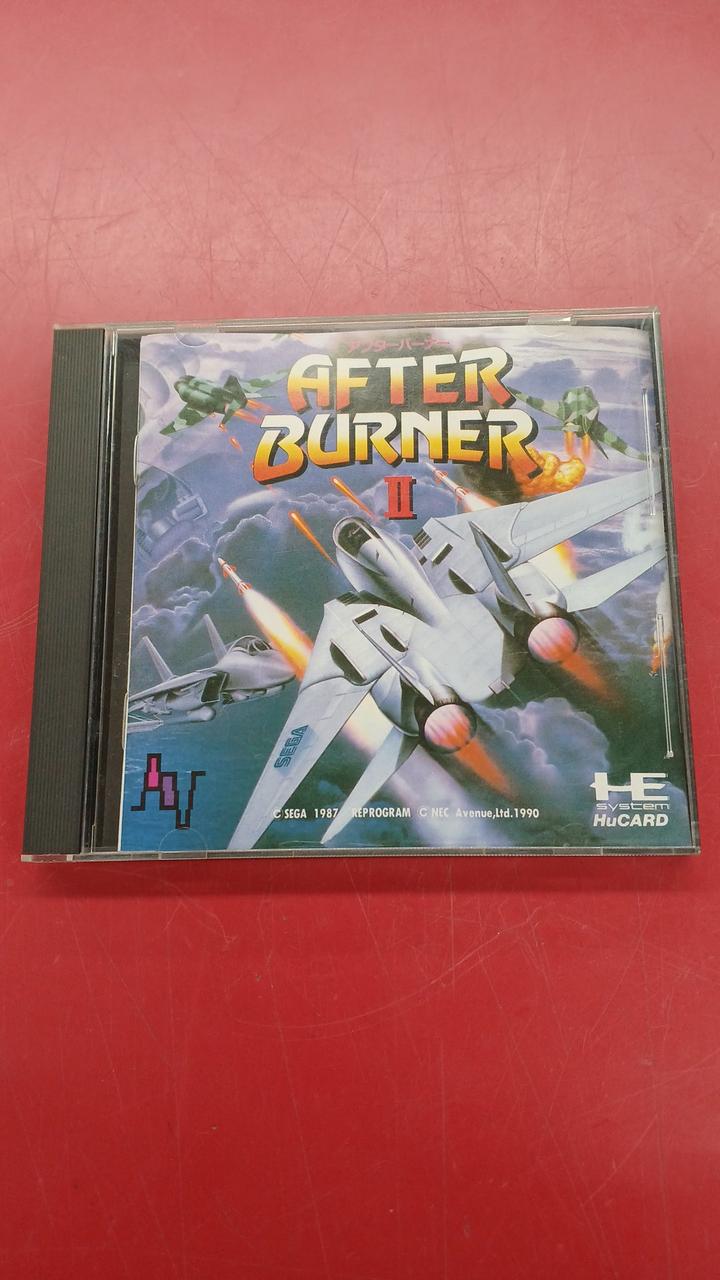 アフターバーナー
AFTER
BURNER
II
SEGA
HE
system
HuCARD
© SEGA 1987 REPROGRAM © NEC Avenue,Ltd.1990